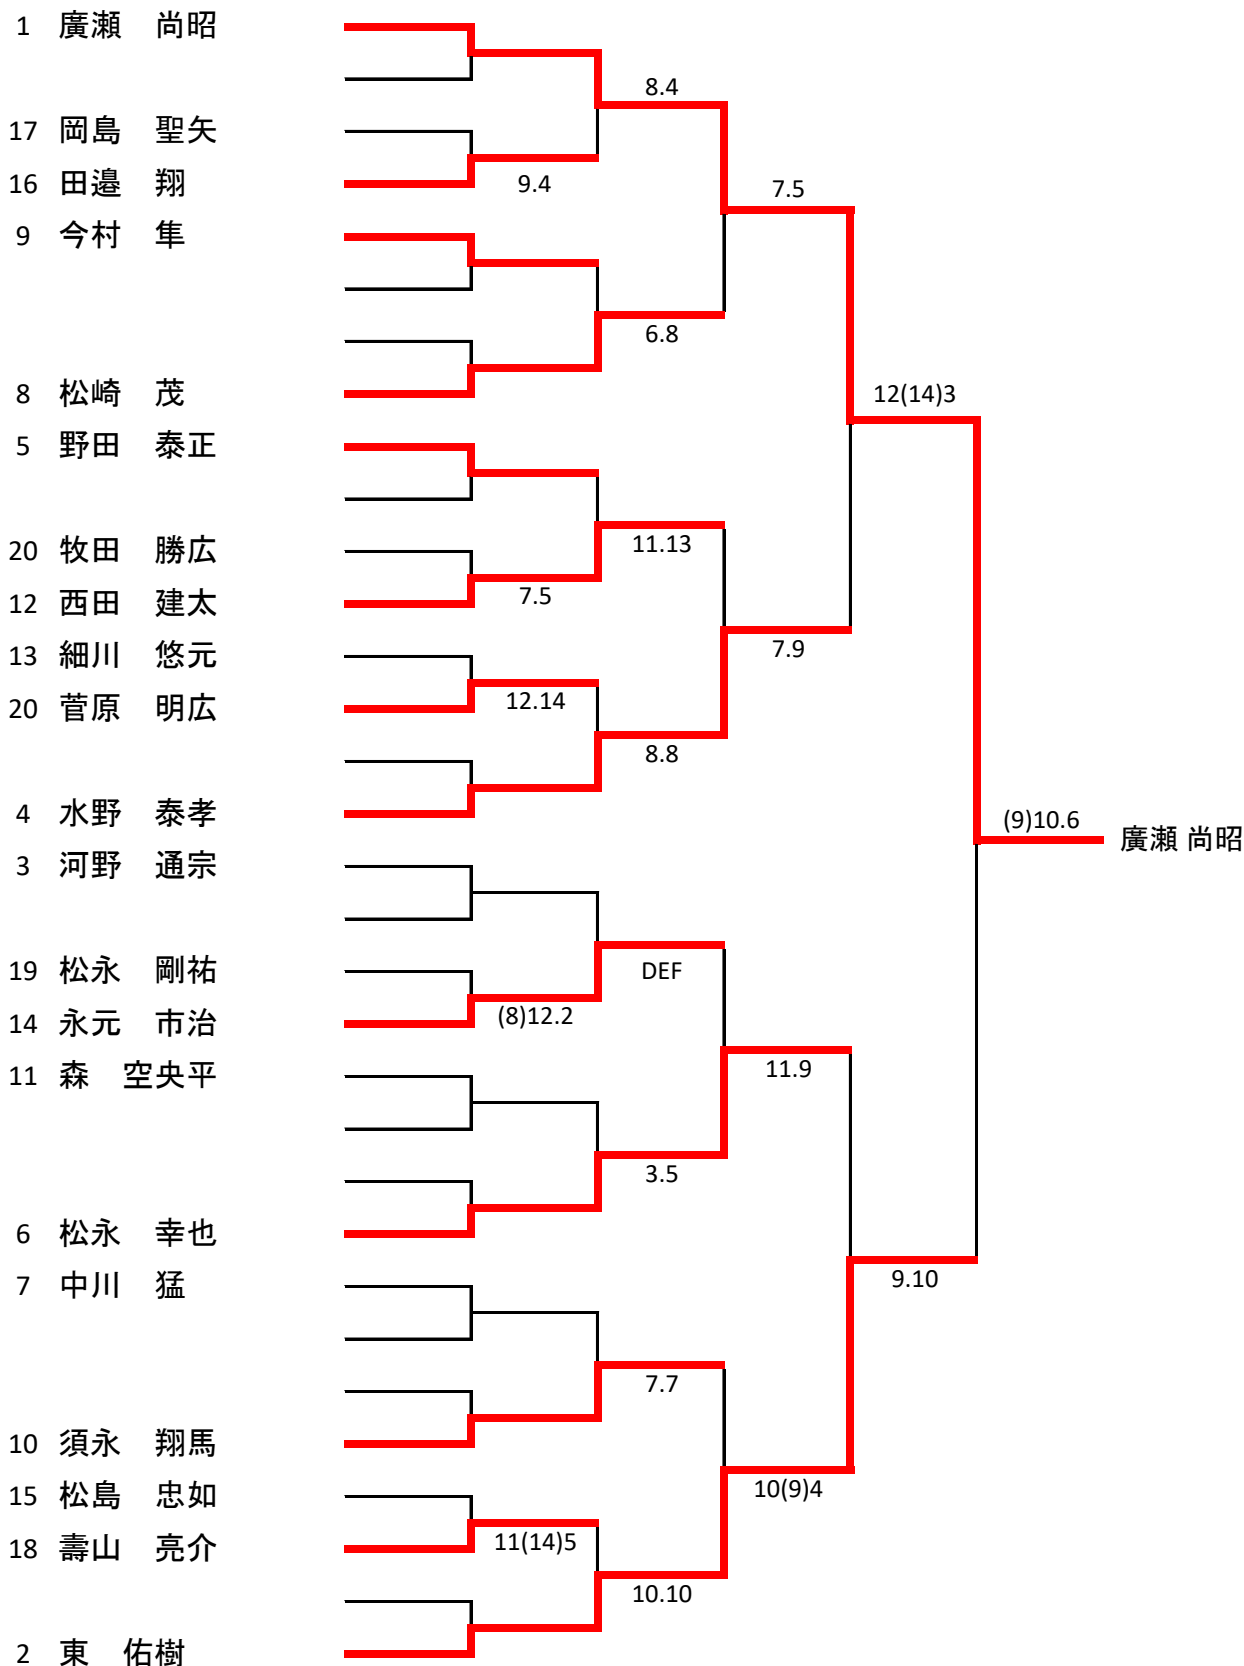 1 廣瀬　尚昭
8.4
17 岡島　聖矢
16 田邉　翔
9.4
7.5
9 今村　隼
6.8
8 松崎　茂
12(14)3
5 野田　泰正
20 牧田　勝広
11.13
12 西田　建太
7.5
13 細川　悠元
7.9
20 菅原　明広
12.14
8.8
4 水野　泰孝
(9)10.6
廣瀬 尚昭
3 河野　通宗
19 松永　剛祐
DEF
14 永元　市治
(8)12.2
11 森　空央平
11.9
3.5
6 松永　幸也
7 中川　猛
9.10
7.7
10 須永　翔馬
15 松島　忠如
10(9)4
18 壽山　亮介
11(14)5
10.10
2 東　佑樹